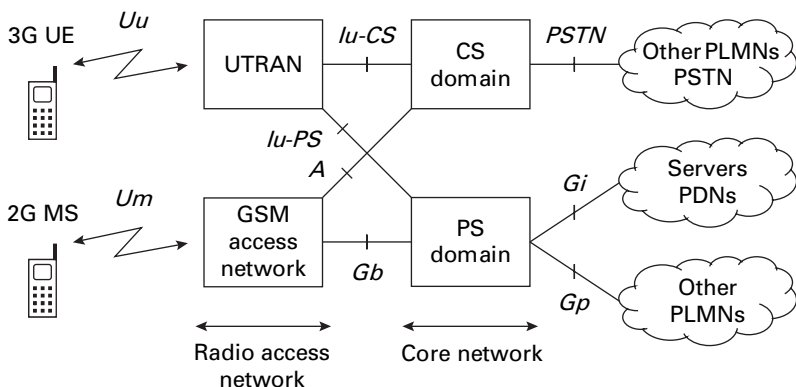 3G UE
Uu
UTRAN
Iu-CS
CS
domain
PSTN
Other PLMNs
PSTN
Iu-PS
A
2G MS
Um
GSM
access
network
Gb
PS
domain
Gi
Servers
PDNs
Gp
Other
PLMNs
Radio access
network
Core network